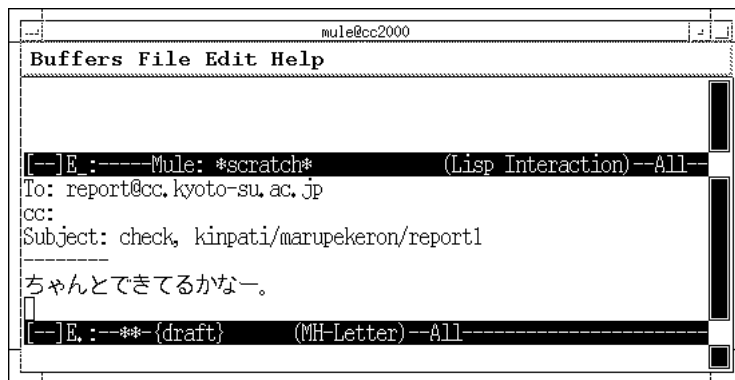 mule@cc2000
Buffers File Edit Help
[--]E_:-----Mule: *scratch* (Lisp Interaction)--All--
To: report@cc.kyoto-su.ac.jp
cc:
Subject: check, kinpati/marupekeron/report1
--------
ちゃんとできてるかなー。
[--]E.:--**-{draft} (MH-Letter)--All-----------------------